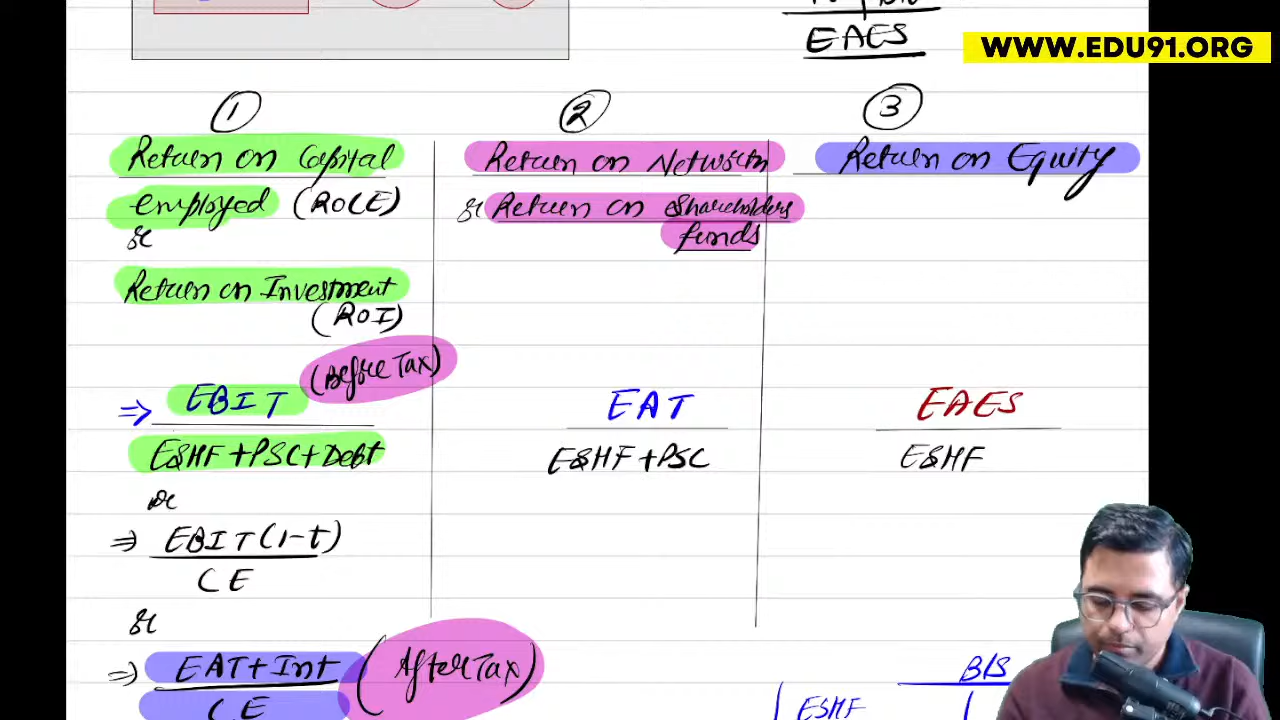 EAES
WWW.EDU91.ORG
1
2
3
Return on Capital
employed (ROCE)
or
Return on Investment
(ROI)
Return on Networth
or Return on Shareholders
funds
Return on Equity
(Before Tax)
⇒ EBIT
ESHF+PSC+Debt
or
⇒ EBIT(1-t)
CE
or
⇒ EAT+Int (After Tax)
CE
EAT
ESHF+PSC
EAES
ESHF
B/S
ESHF